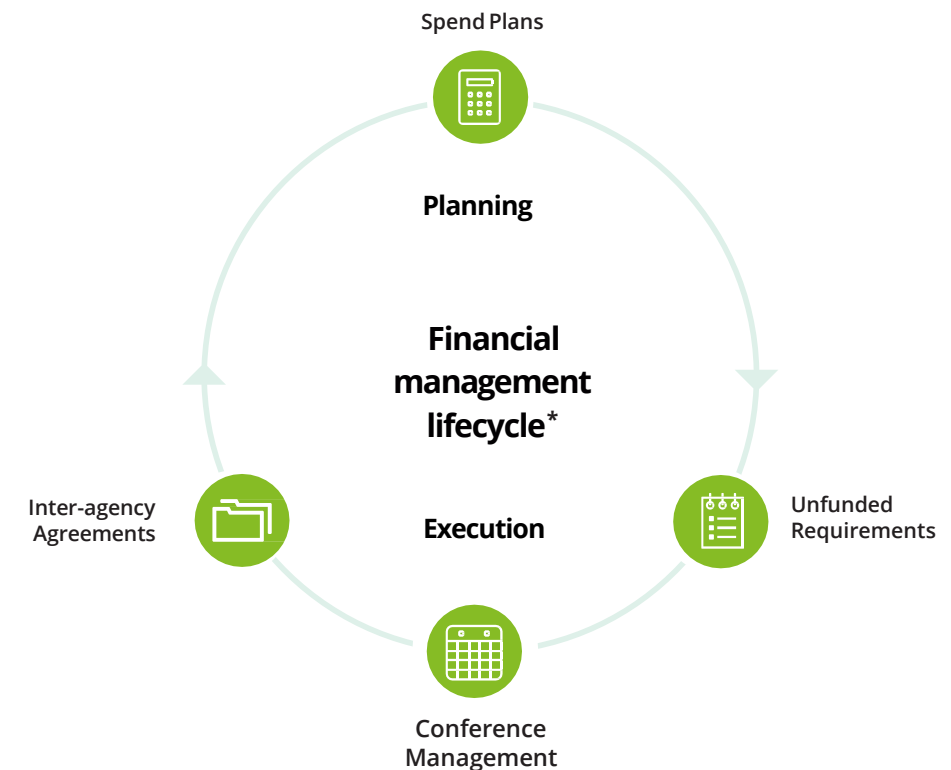 Spend Plans
Planning
Financial
management
lifecycle*
Inter-agency
Agreements
Execution
Unfunded
Requirements
Conference
Management